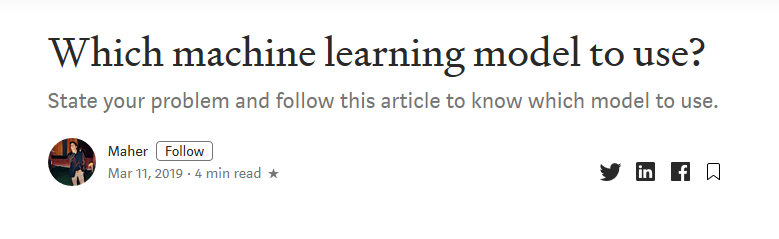 Which machine learning model to use?
State your problem and follow this article to know which model to use.
Maher Follow
Mar 11, 2019 · 4 min read ★